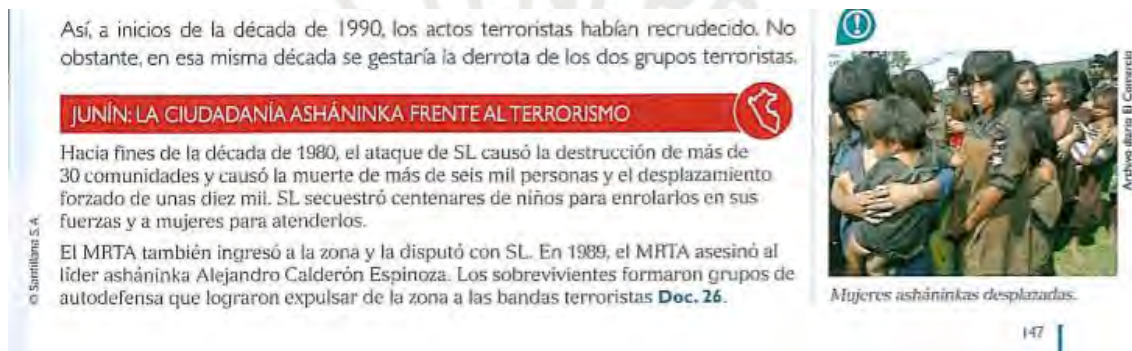 Así, a inicios de la década de 1990, los actos terroristas habían recrudecido. No
obstante, en esa misma década se gestaría la derrota de los dos grupos terroristas.
JUNÍN: LA CIUDADANÍA ASHÁNINKA FRENTE AL TERRORISMO
Hacia fines de la década de 1980, el ataque de SL causó la destrucción de más de
30 comunidades y causó la muerte de más de seis mil personas y el desplazamiento
forzado de unas diez mil. SL secuestró centenares de niños para enrolarlos en sus
fuerzas y a mujeres para atenderlos.
El MRTA también ingresó a la zona y la disputó con SL. En 1989, el MRTA asesinó al
líder asháninka Alejandro Calderón Espinoza. Los sobrevivientes formaron grupos de
autodefensa que lograron expulsar de la zona a las bandas terroristas Doc. 26.
© Santillana S. A.
Archivo diario El Comercio
Mujeres asháninkas desplazadas.
147